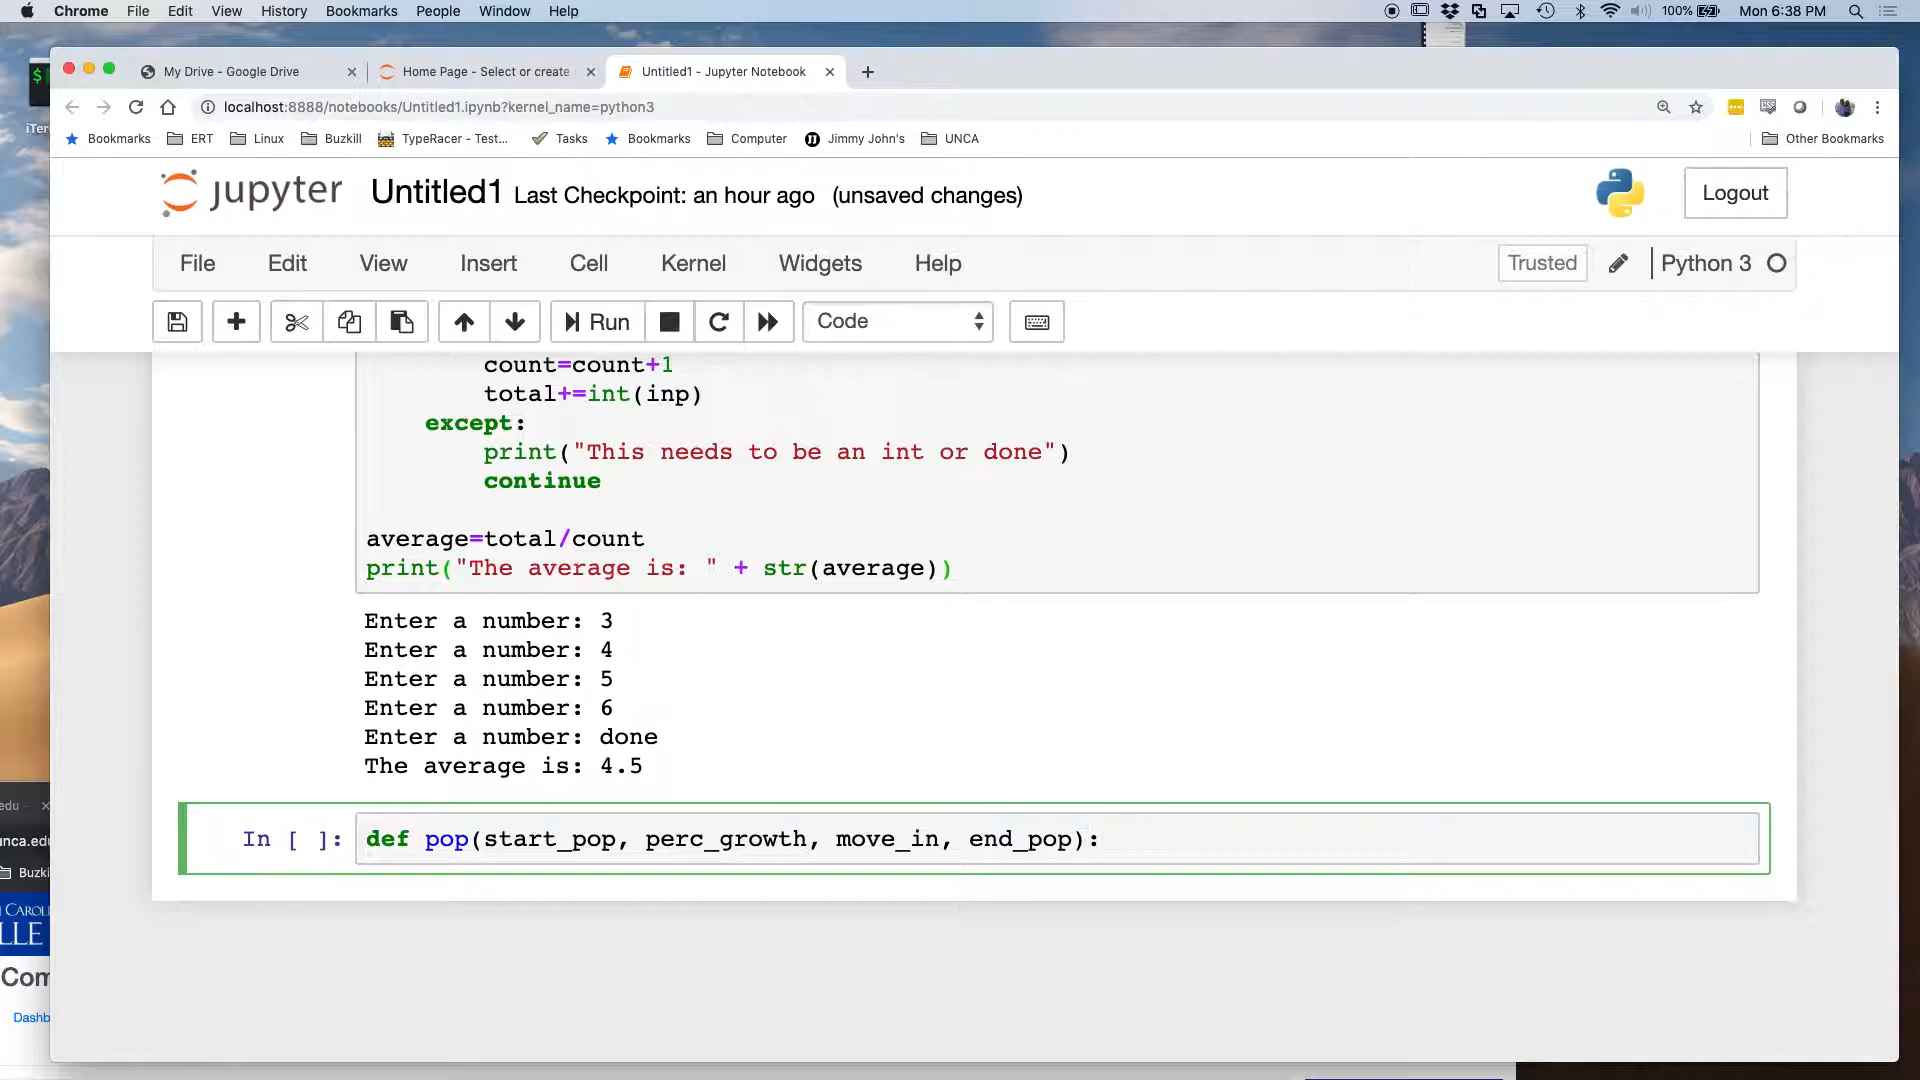 Chrome File Edit View History Bookmarks People Window Help 100% Mon 6:38 PM
My Drive - Google Drive Home Page - Select or create Untitled1 - Jupyter Notebook
localhost:8888/notebooks/Untitled1.ipynb?kernel_name=python3
Bookmarks ERT Linux Buzkill TypeRacer - Test... Tasks Bookmarks Computer Jimmy John's UNCA Other Bookmarks
jupyter Untitled1 Last Checkpoint: an hour ago (unsaved changes) Logout
File Edit View Insert Cell Kernel Widgets Help Trusted Python 3
Run Code
count=count+1
total+=int(inp)
except:
print("This needs to be an int or done")
continue
average=total/count
print("The average is: " + str(average))
Enter a number: 3
Enter a number: 4
Enter a number: 5
Enter a number: 6
Enter a number: done
The average is: 4.5
In [ ]: def pop(start_pop, perc_growth, move_in, end_pop):
edu
unca.edu
Buzki
CAROL
LLE
Com
Dashb